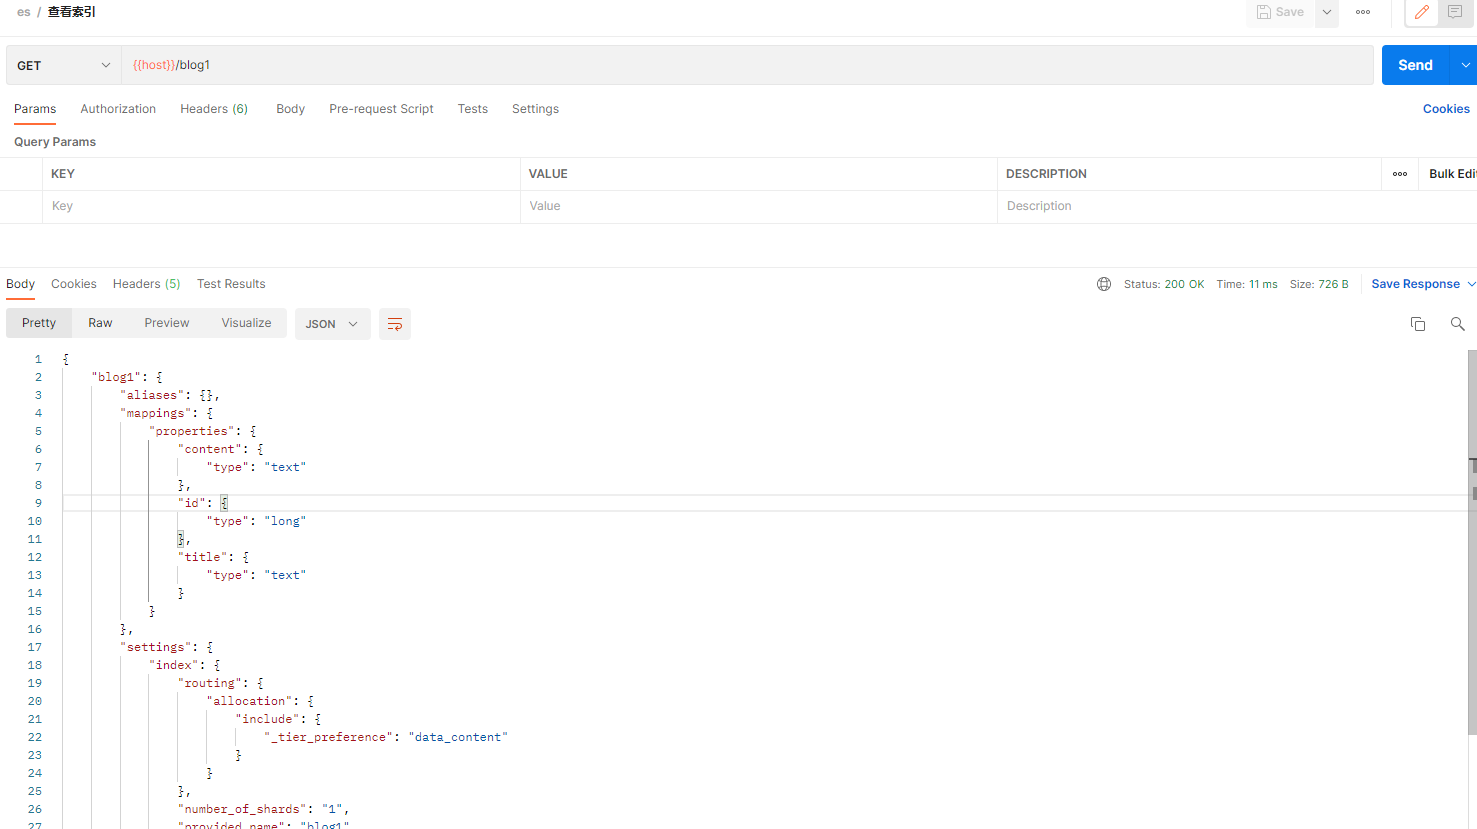 es / 查看索引
Save
GET
{{host}}/blog1
Send
Params Authorization Headers (6) Body Pre-request Script Tests Settings
Cookies
Query Params
KEY VALUE DESCRIPTION Bulk Edit
Key Value Description
Body Cookies Headers (5) Test Results
Status: 200 OK Time: 11 ms Size: 726 B Save Response
Pretty Raw Preview Visualize JSON
1 {
2 "blog1": {
3 "aliases": {},
4 "mappings": {
5 "properties": {
6 "content": {
7 "type": "text"
8 },
9 "id": {
10 "type": "long"
11 },
12 "title": {
13 "type": "text"
14 }
15 }
16 },
17 "settings": {
18 "index": {
19 "routing": {
20 "allocation": {
21 "include": {
22 "_tier_preference": "data_content"
23 }
24 }
25 },
26 "number_of_shards": "1",
27 "provided_name": "blog1"